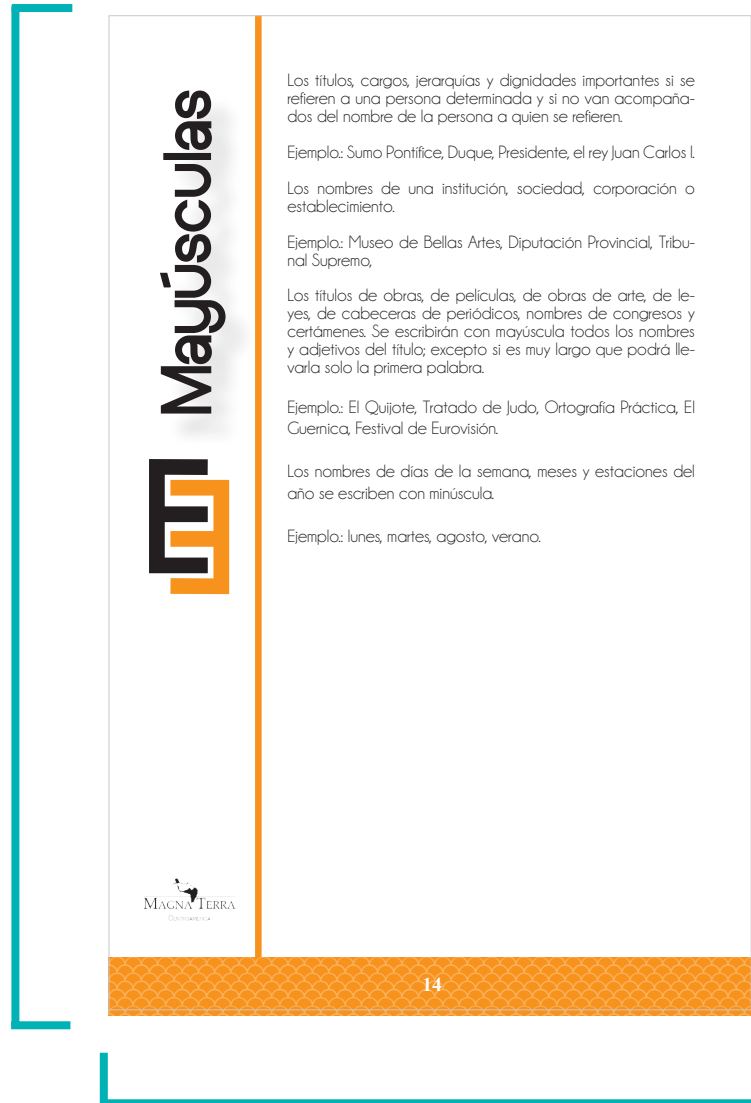 Mayúsculas
Los títulos, cargos, jerarquías y dignidades importantes si se
refieren a una persona determinada y si no van acompaña-
dos del nombre de la persona a quien se refieren.
Ejemplo.: Sumo Pontífice, Duque, Presidente, el rey Juan Carlos I.
Los nombres de una institución, sociedad, corporación o
establecimiento.
Ejemplo.: Museo de Bellas Artes, Diputación Provincial, Tribu-
nal Supremo,
Los títulos de obras, de películas, de obras de arte, de le-
yes, de cabeceras de periódicos, nombres de congresos y
certámenes. Se escribirán con mayúscula todos los nombres
y adjetivos del título; excepto si es muy largo que podrá lle-
varla solo la primera palabra.
Ejemplo.: El Quijote, Tratado de Judo, Ortografía Práctica, El
Guernica, Festival de Eurovisión.
Los nombres de días de la semana, meses y estaciones del
año se escriben con minúscula.
Ejemplo.: lunes, martes, agosto, verano.
MAGNA TERRA
14